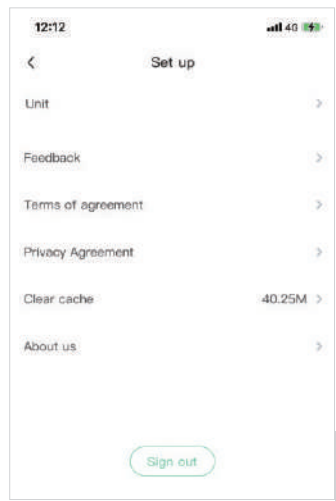 12:12
4G
Set up
Unit
Feedback
Terms of agreement
Privacy Agreement
Clear cache 40.25M
About us
Sign out